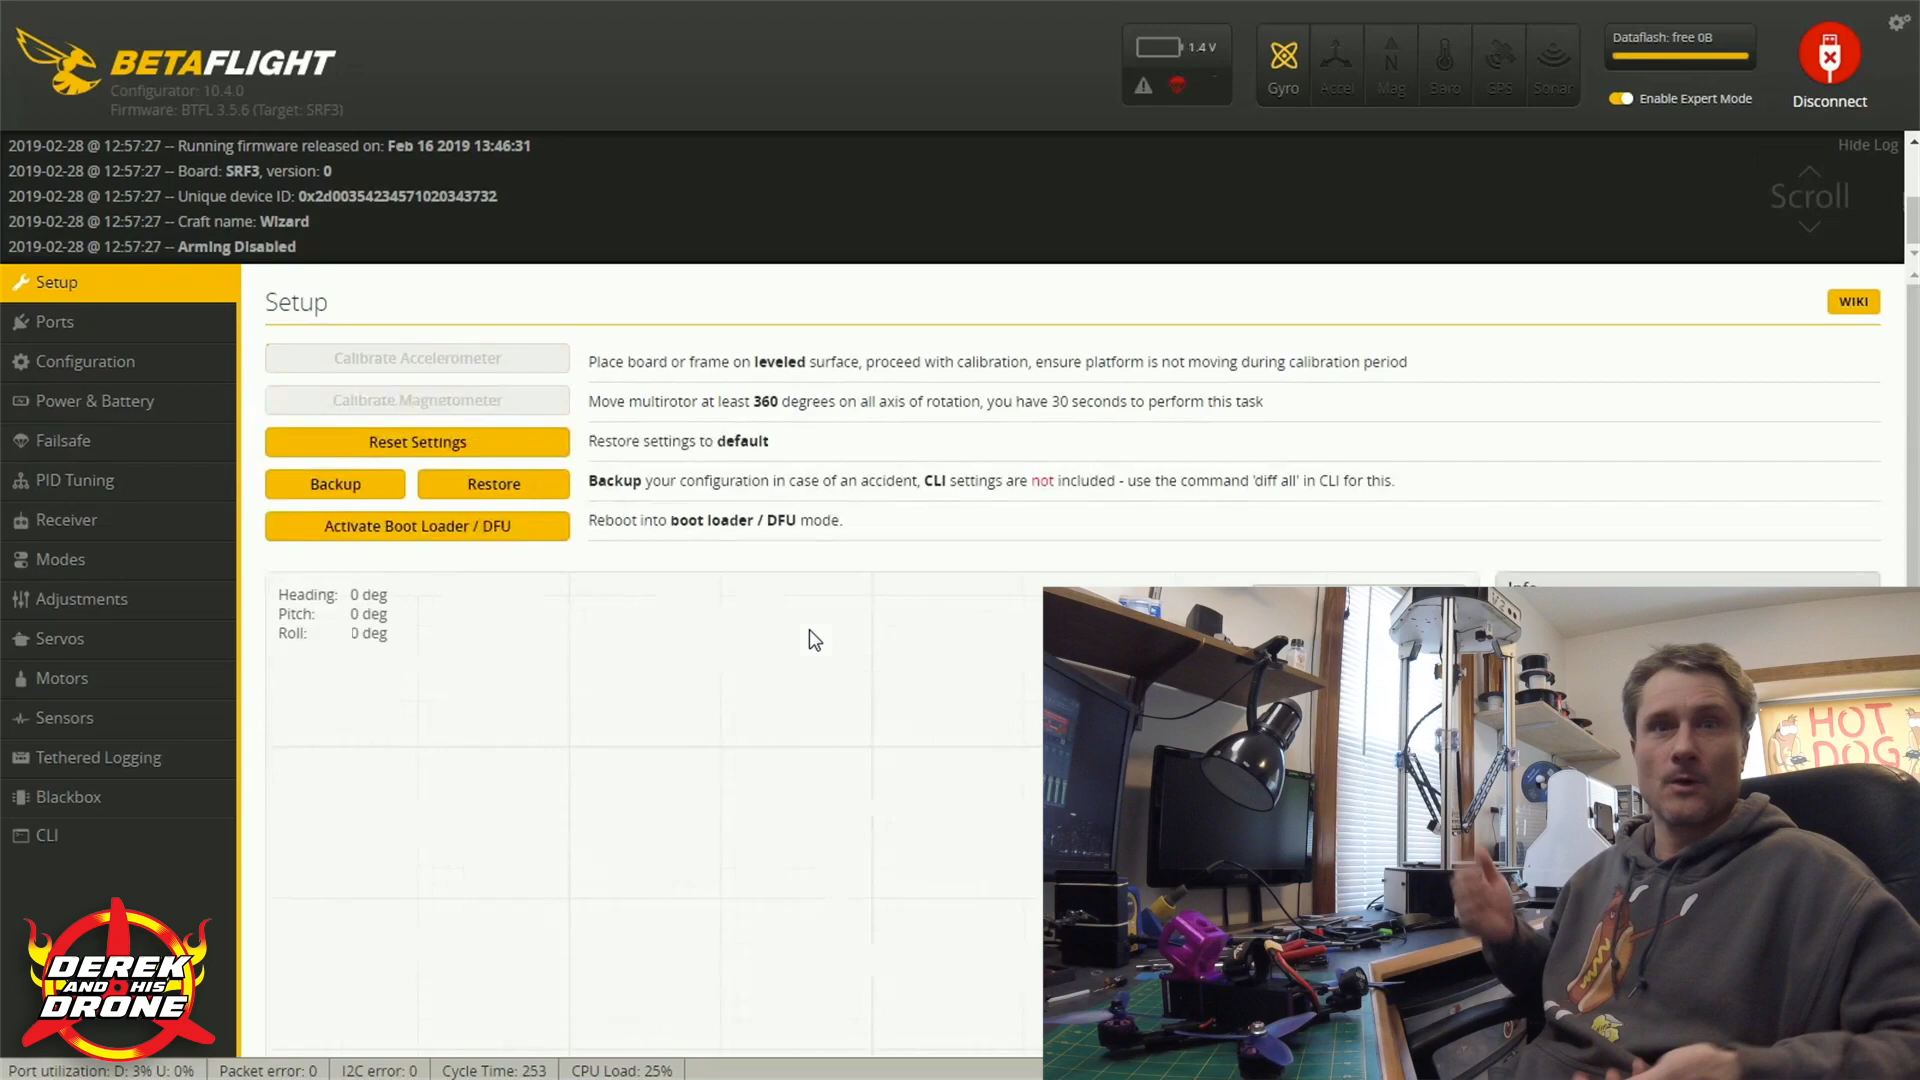 BETAFLIGHT
Configurator: 10.4.0
Firmware: BTFL 3.5.6 (Target: SRF3)
1.4 V
Gyro
Accel
Mag
Baro
GPS
Sonar
Dataflash: free 0B
Enable Expert Mode
Disconnect
2019-02-28 @ 12:57:27 -- Running firmware released on: Feb 16 2019 13:46:31
2019-02-28 @ 12:57:27 -- Board: SRF3, version: 0
2019-02-28 @ 12:57:27 -- Unique device ID: 0x2d00354234571020343732
2019-02-28 @ 12:57:27 -- Craft name: Wizard
2019-02-28 @ 12:57:27 -- Arming Disabled
Hide Log
Scroll
Setup
Ports
Configuration
Power & Battery
Failsafe
PID Tuning
Receiver
Modes
Adjustments
Servos
Motors
Sensors
Tethered Logging
Blackbox
CLI
Setup
WIKI
Calibrate Accelerometer
Place board or frame on leveled surface, proceed with calibration, ensure platform is not moving during calibration period
Calibrate Magnetometer
Move multirotor at least 360 degrees on all axis of rotation, you have 30 seconds to perform this task
Reset Settings
Restore settings to default
Backup
Restore
Backup your configuration in case of an accident, CLI settings are not included - use the command 'diff all' in CLI for this.
Activate Boot Loader / DFU
Reboot into boot loader / DFU mode.
Heading: 0 deg
Pitch: 0 deg
Roll: 0 deg
HOT
DOG
DEREK
AND HIS
DRONE
Port utilization: D: 3% U: 0%
Packet error: 0
I2C error: 0
Cycle Time: 253
CPU Load: 25%